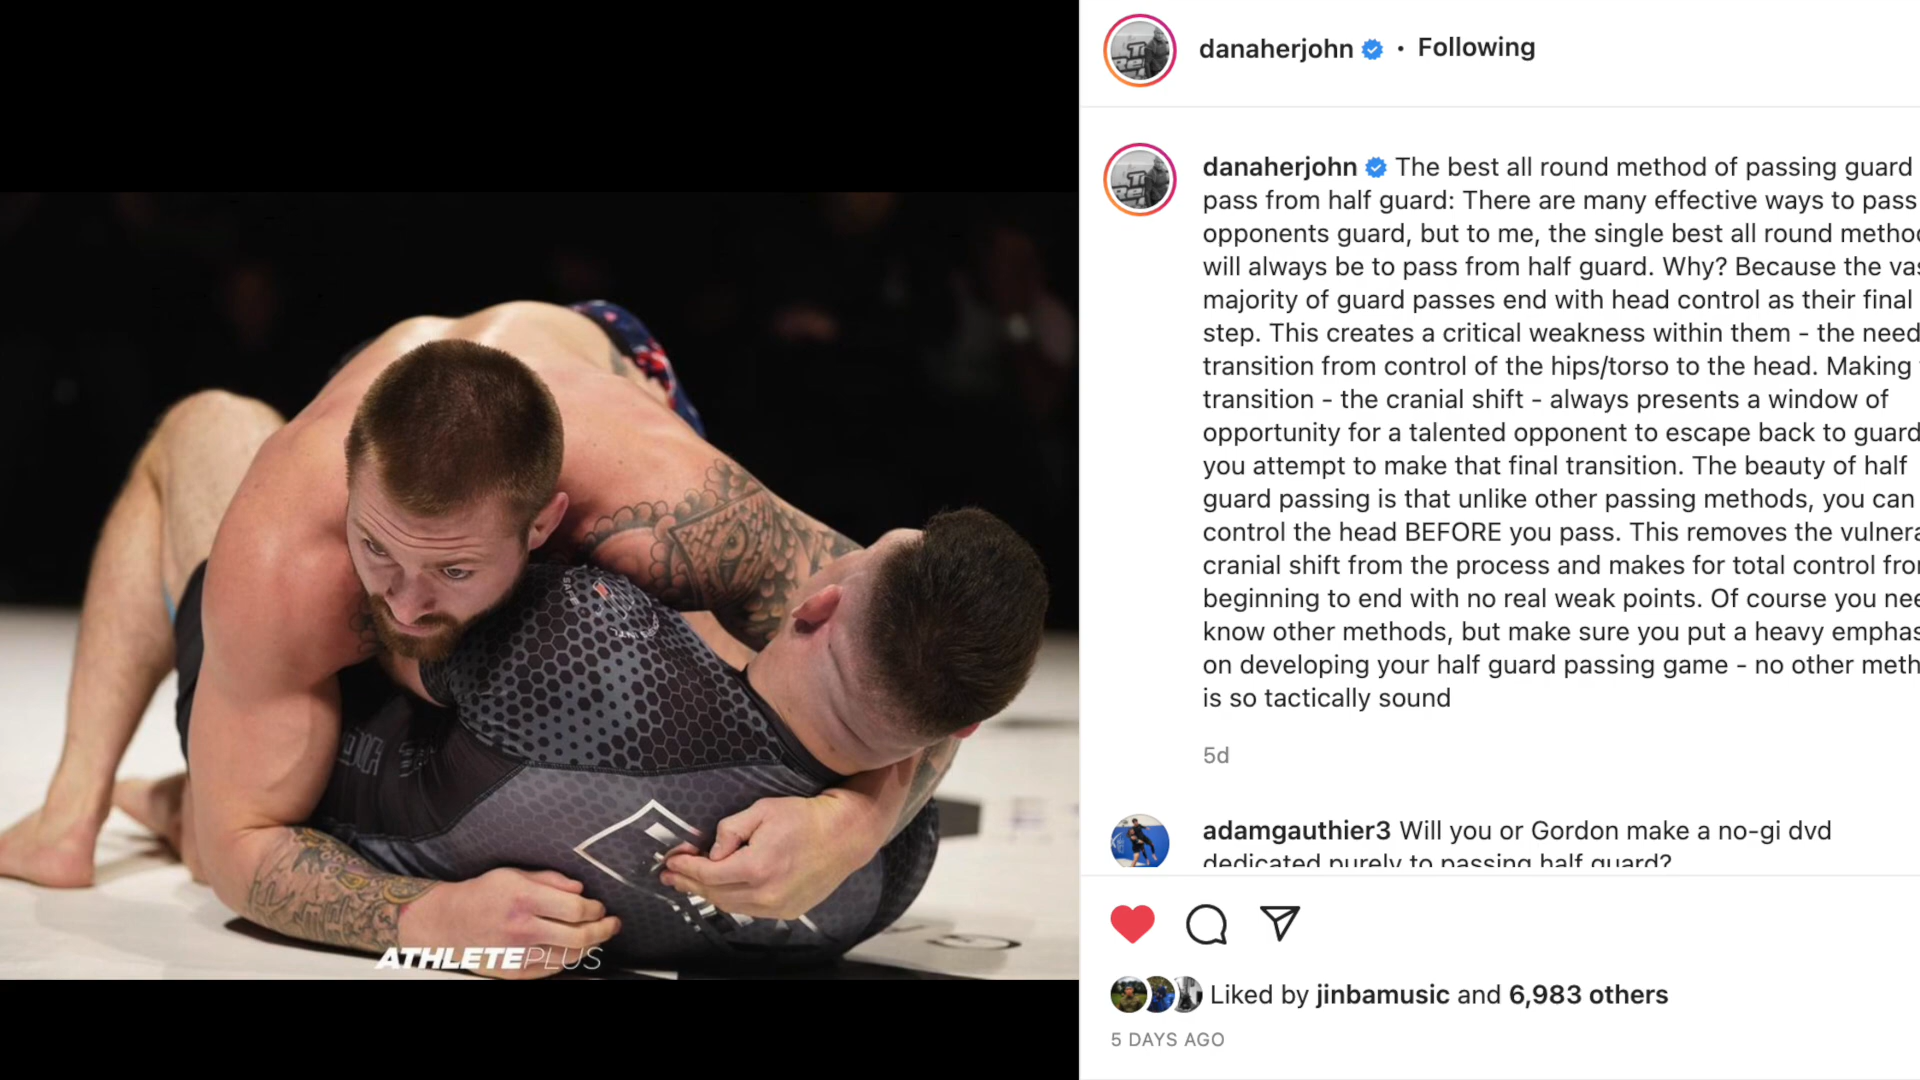 danaherjohn • Following
danaherjohn The best all round method of passing guard
pass from half guard: There are many effective ways to pass
opponents guard, but to me, the single best all round
will always be to pass from half guard. Why? Because the
majority of guard passes end with head control as their final
step. This creates a critical weakness within them - the need
transition from control of the hips/torso to the head. Making
transition - the cranial shift - always presents a window of
opportunity for a talented opponent to escape back to guard
you attempt to make that final transition. The beauty of half
guard passing is that unlike other passing methods, you can
control the head BEFORE you pass. This removes the
cranial shift from the process and makes for total control
beginning to end with no real weak points. Of course you
know other methods, but make sure you put a heavy
on developing your half guard passing game - no other
is so tactically sound
5d
adamgauthier3 Will you or Gordon make a no-gi dvd
dedicated purely to passing half guard?
ATHLETEPLUS
Liked by jinbamusic and 6,983 others
5 DAYS AGO